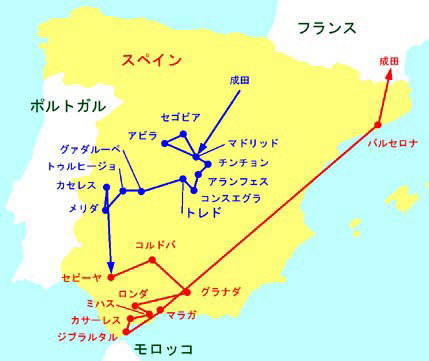 フランス
スペイン
成田
成田
ポルトガル
セゴビア
アビラ
マドリッド
バルセロナ
グァダルーペ
チンチョン
トゥルヒージョ
アランフェス
カセレス
コンスエグラ
メリダ
トレド
コルドバ
セビーヤ
ロンダ
グラナダ
ミハス
マラガ
カサーレス
ジブラルタル
モロッコ